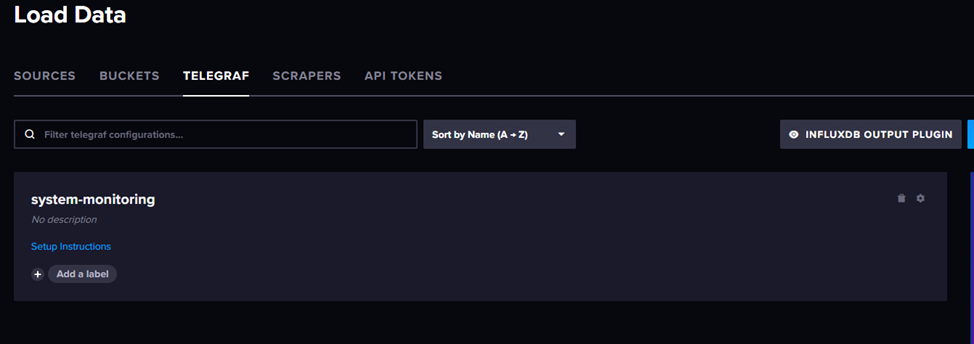 Load Data
SOURCES BUCKETS TELEGRAF SCRAPERS API TOKENS
Filter telegraf configurations... Sort by Name (A → Z) INFLUXDB OUTPUT PLUGIN
system-monitoring
No description
Setup Instructions
Add a label